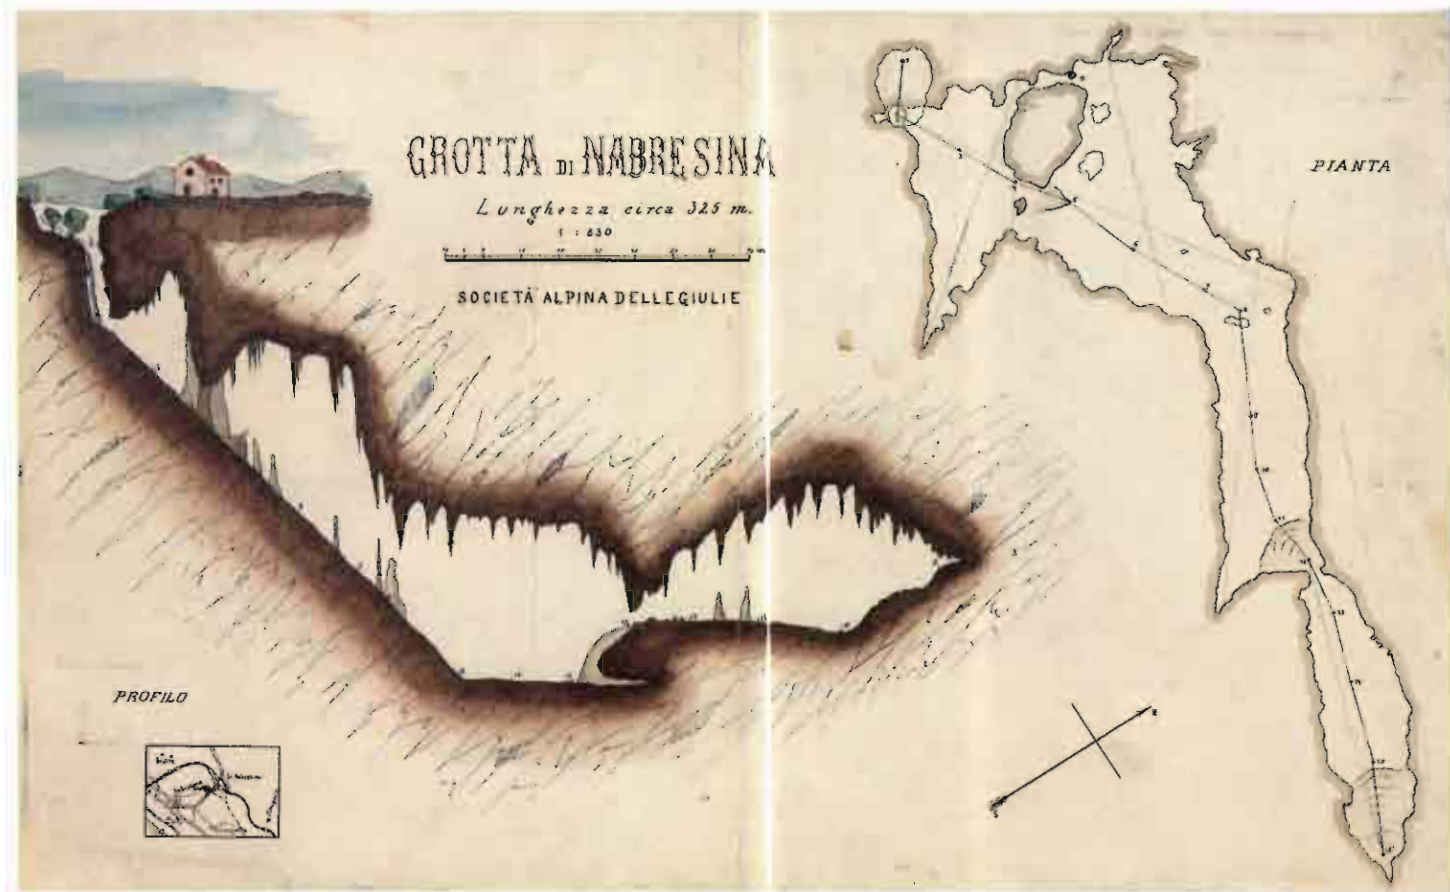 GROTTA DI NABRESINA
Lunghezza circa 325 m.
1 : 830
SOCIETÀ ALPINA DELLE GIULIE
PIANTA
PROFILO